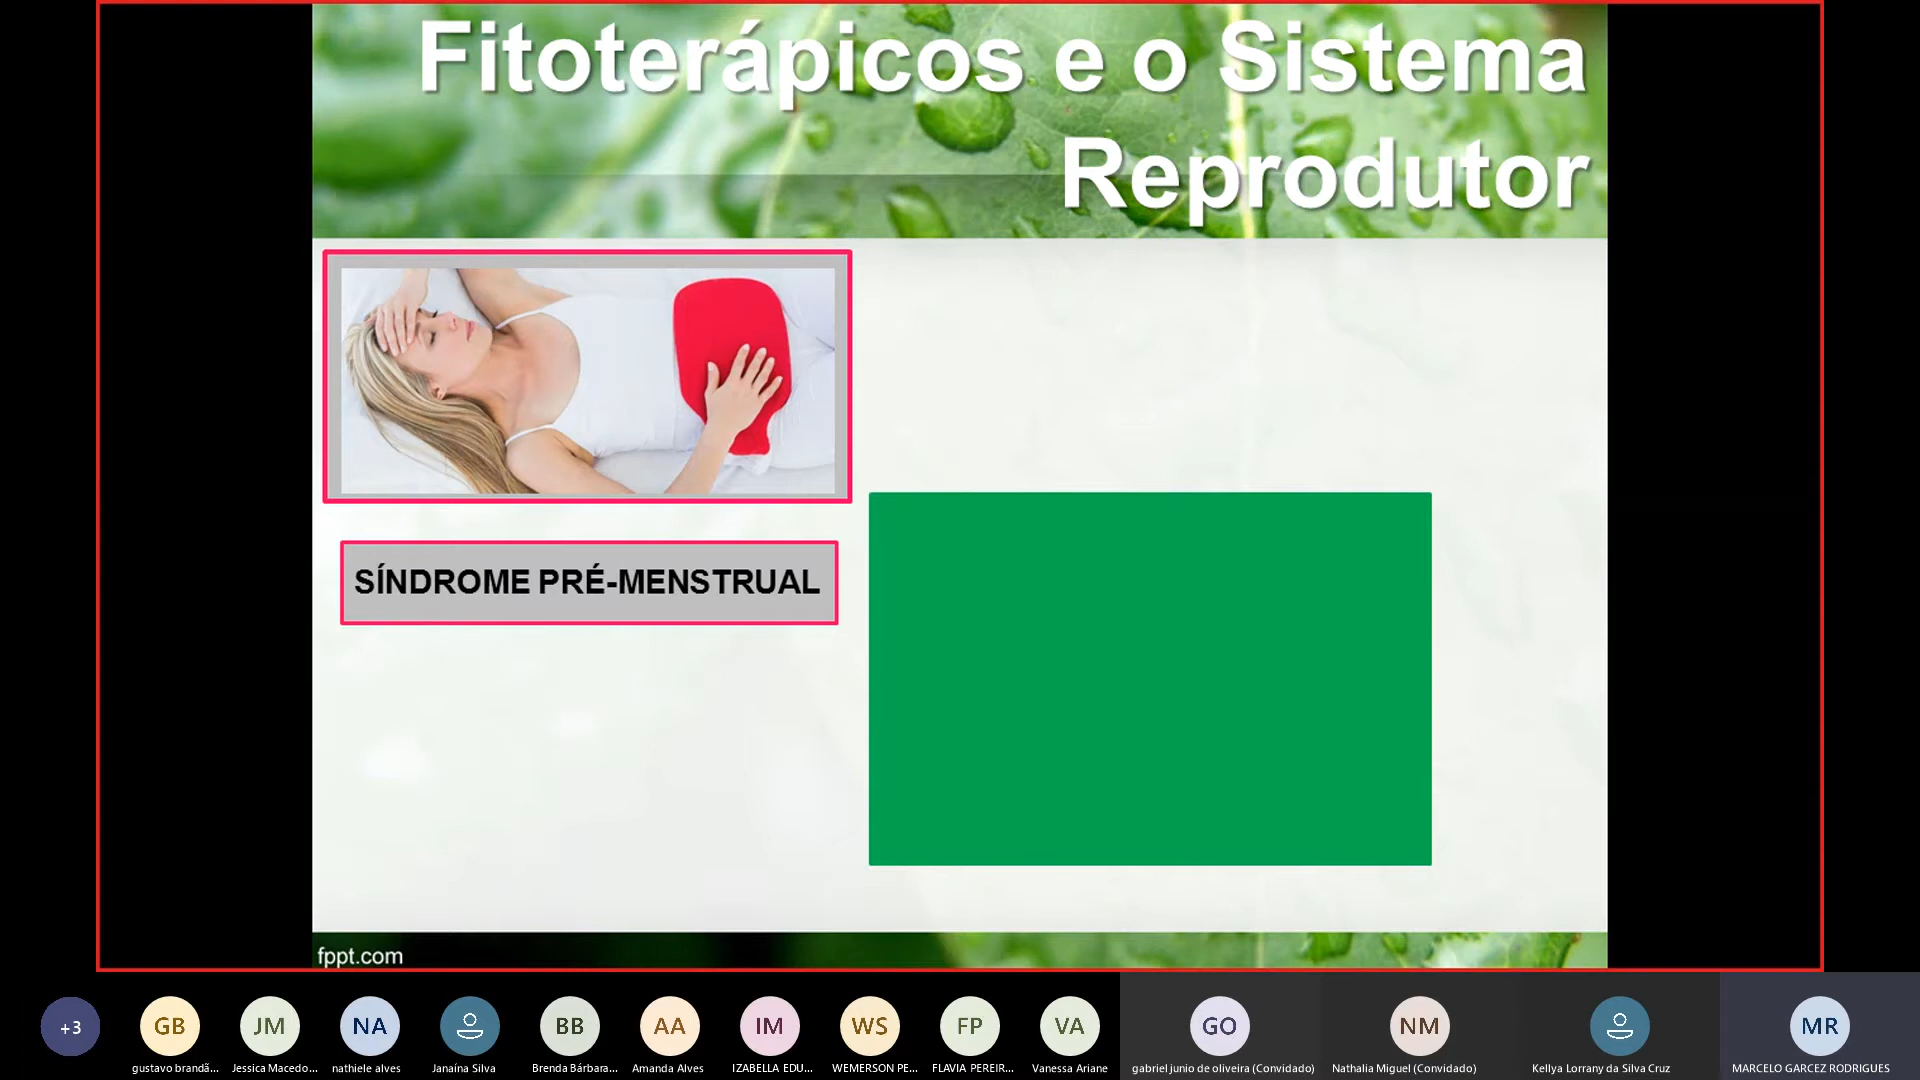 Fitoterápicos e o Sistema
Reprodutor
SÍNDROME PRÉ-MENSTRUAL
fppt.com
+3
GB
JM
NA
BB
AA
IM
WS
FP
VA
GO
NM
MR
gustavo brandã...
Jessica Macedo...
nathiele alves
Janaína Silva
Brenda Bárbara...
Amanda Alves
IZABELLA EDU...
WEMERSON PE...
FLAVIA PEREIR...
Vanessa Ariane
gabriel junio de oliveira (Convidado)
Nathalia Miguel (Convidado)
Kellya Lorrany da Silva Cruz
MARCELO GARCEZ RODRIGUES